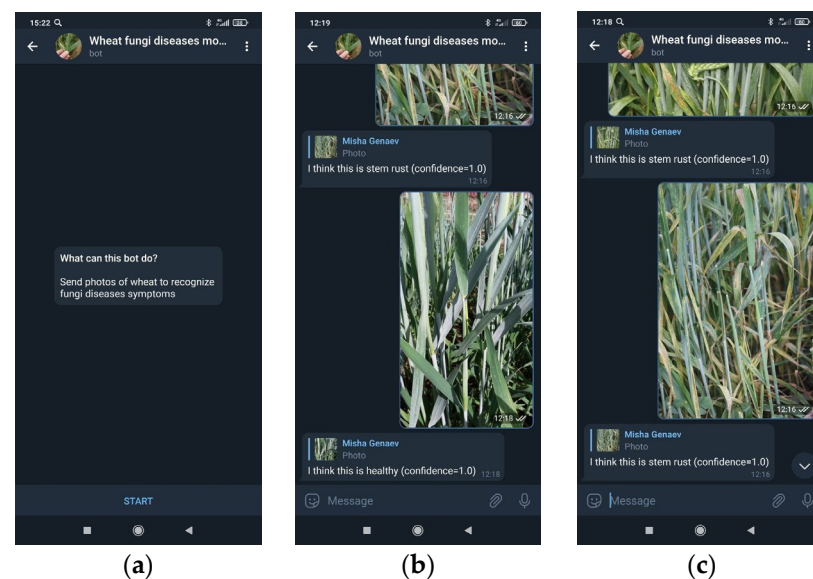 15:22
Wheat fungi diseases mo...
bot
What can this bot do?
Send photos of wheat to recognize
fungi diseases symptoms
START
(a)
12:19
Wheat fungi diseases mo...
bot
12:16
Misha Genaev
Photo
I think this is stem rust (confidence=1.0)
12:16
12:18
Misha Genaev
Photo
I think this is healthy (confidence=1.0) 12:18
Message
(b)
12:18
Wheat fungi diseases mo...
bot
12:16
Misha Genaev
Photo
I think this is stem rust (confidence=1.0)
12:16
12:16
Misha Genaev
Photo
I think this is stem rust (confidence=1.0)
12:16
Message
(c)